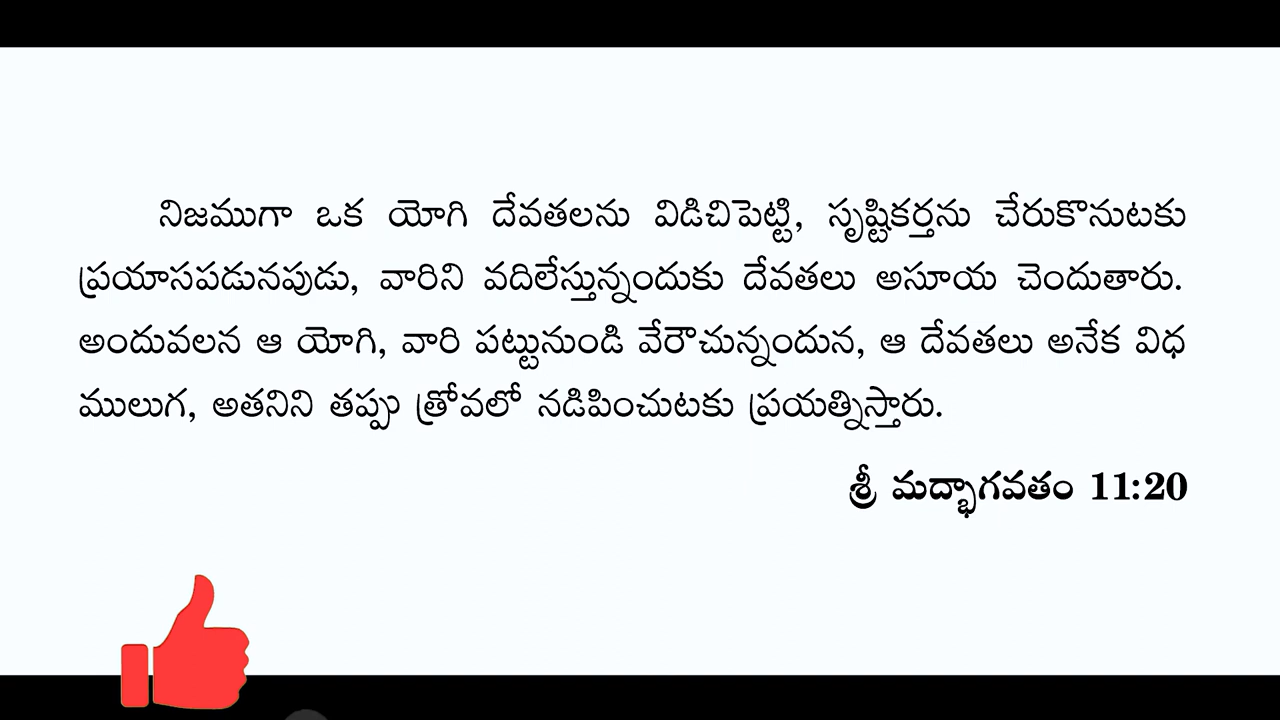 నిజముగా ఒక యోగి దేవతలను విడిచిపెట్టి, సృష్టికర్తను చేరుకొనుటకు
ప్రయాసపడునపుడు, వారిని వదిలేస్తున్నందుకు దేవతలు అసూయ చెందుతారు.
అందువలన ఆ యోగి, వారి పట్టునుండి వేరౌచున్నందున, ఆ దేవతలు అనేక విధ
ములుగ, అతనిని తప్పు త్రోవలో నడిపించుటకు ప్రయత్నిస్తారు.
శ్రీ మద్భాగవతం 11:20